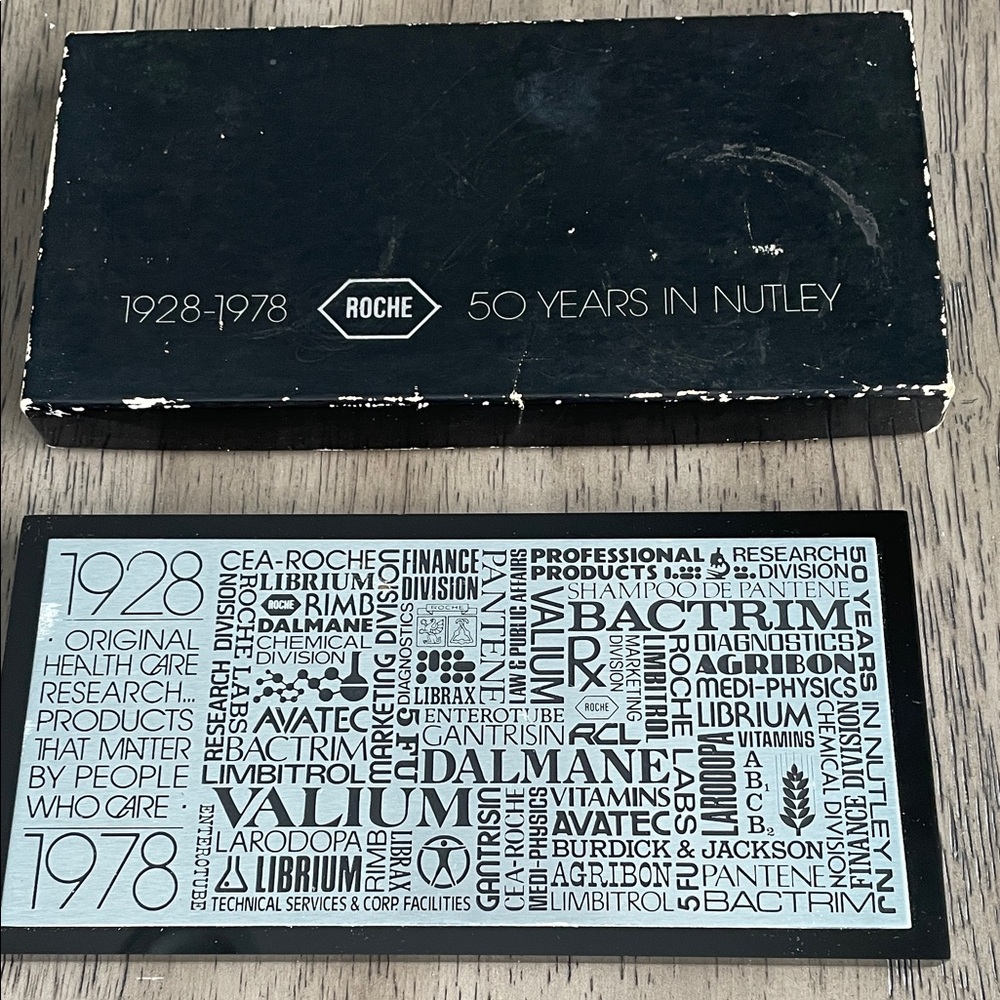 1928-1978 ROCHE 50 YEARS IN NUTLEY
1928
ORIGINAL
HEALTH CARE
RESEARCH...
PRODUCTS
THAT MATTER
BY PEOPLE
WHO CARE
1978
RESEARCH DIVISION
ENTEROTUBE
CEA-ROCHE
ROCHE LABS
LIBRIUM
ROCHE
RIMB
DALMANE
CHEMICAL
DIVISION
AVATEC
BACTRIM
LIMBITROL
MARKETING DIVISION
FINANCE
DIVISION
DIAGNOSTICS
ROCHE
LIBRAX
5 FU
PANTENE
LAW & PUBLIC AFFAIRS
ENTEROTUBE
GANTRISIN
DALMANE
VALIUM
LARODOPA
LIBRIUM
RIMB
LIBRAX
TECHNICAL SERVICES & CORP. FACILITIES
GANTRISIN
CEA-ROCHE
MEDI-PHYSICS
PROFESSIONAL
PRODUCTS
RESEARCH
DIVISION
SHAMPOO DE PANTENE
VALIUM
BACTRIM
Rx
MARKETING
DIVISION
LIMBITROL
ROCHE LABS
ROCHE
RCL
DIAGNOSTICS
AGRIBON
MEDI-PHYSICS
LIBRIUM
LARODOPA
VITAMINS
A
B1
C
B2
CHEMICAL DIVISION
FINANCE DIVISION
50 YEARS IN NUTLEY NJ
VITAMINS
AVATEC
BURDICK & JACKSON
AGRIBON
LIMBITROL
5 FU
PANTENE
BACTRIM